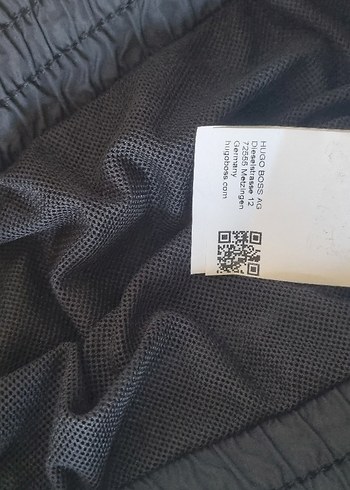 HUGO BOSS AG
Dieselstrasse 12
72555 Metzingen
Germany
hugoboss.com